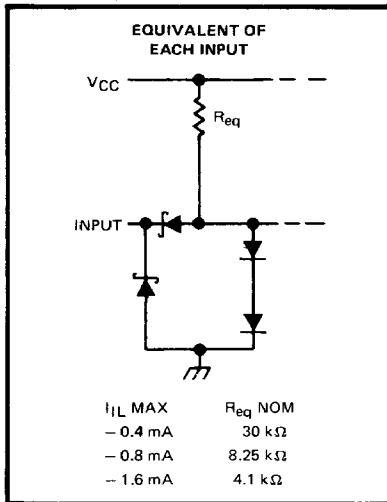 EQUIVALENT OF
EACH INPUT
VCC
Req
INPUT
IIL MAX Req NOM
– 0.4 mA 30 kΩ
– 0.8 mA 8.25 kΩ
– 1.6 mA 4.1 kΩ